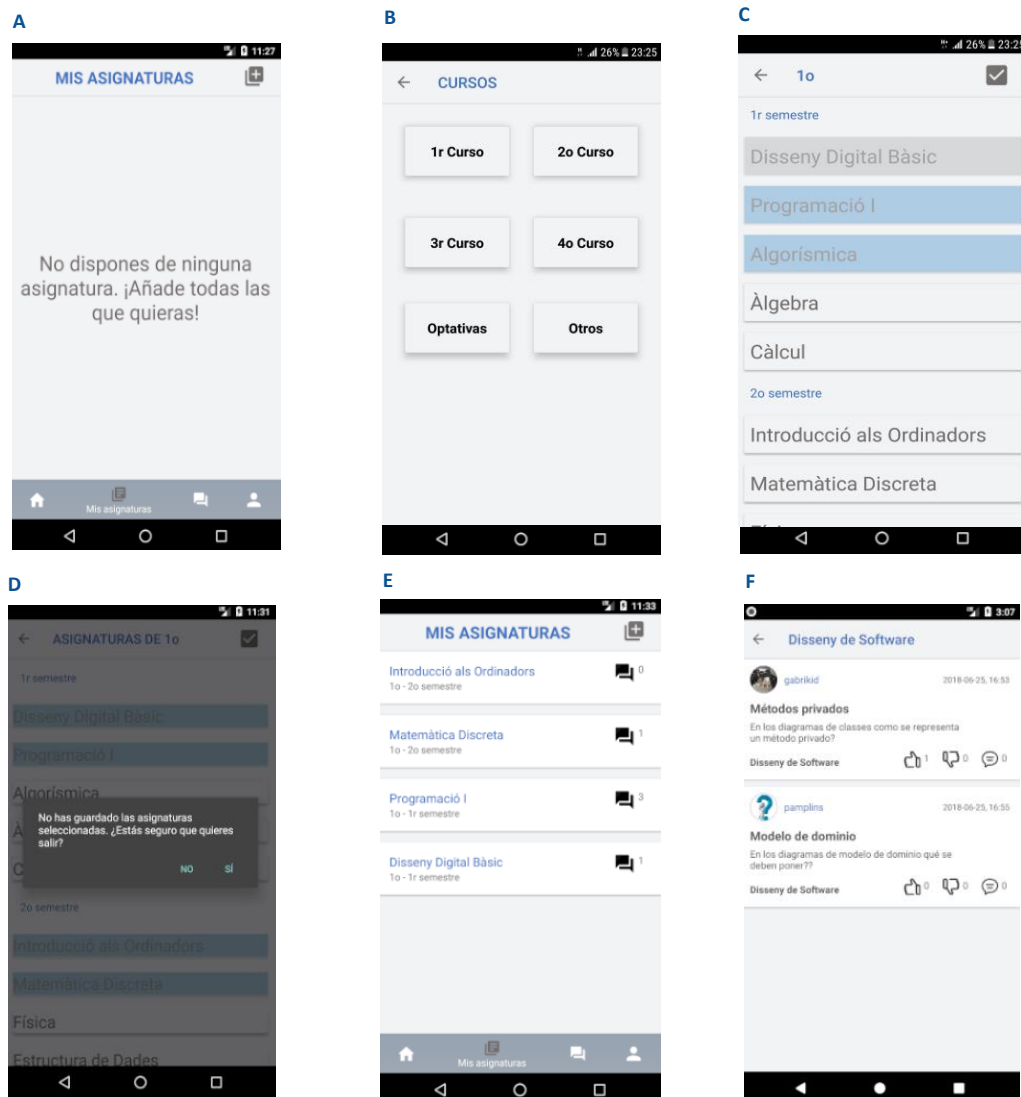 A
11:27
MIS ASIGNATURAS
No dispones de ninguna
asignatura. ¡Añade todas las
que quieras!
Mis asignaturas
B
26% 23:25
CURSOS
1r Curso
2o Curso
3r Curso
4o Curso
Optativas
Otros
C
26% 23:25
1o
1r semestre
Disseny Digital Bàsic
Programació I
Algorísmica
Àlgebra
Càlcul
2o semestre
Introducció als Ordinadors
Matemàtica Discreta
D
11:31
ASIGNATURAS DE 1o
1r semestre
Disseny Digital Bàsic
Programació I
Algorísmica
No has guardado las asignaturas
seleccionadas. ¿Estás seguro que quieres
salir?
NO SÍ
2o semestre
Introducció als Ordinadors
Matemàtica Discreta
Física
Estructura de Dades
E
11:33
MIS ASIGNATURAS
Introducció als Ordinadors
0
1o - 2o semestre
Matemàtica Discreta
1
1o - 2o semestre
Programació I
3
1o - 1r semestre
Disseny Digital Bàsic
1
1o - 1r semestre
Mis asignaturas
F
3:07
Disseny de Software
gabrikid
2018-06-25, 16:53
Métodos privados
En los diagramas de classes como se representa
un método privado?
Disseny de Software
1 0 0
pamplins
2018-06-25, 16:55
Modelo de dominio
En los diagramas de modelo de dominio qué se
deben poner??
Disseny de Software
0 0 0